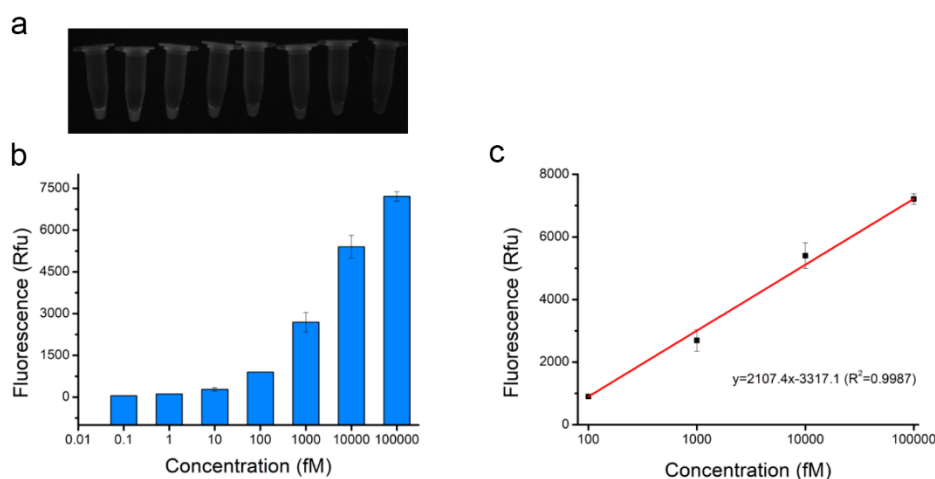 a
b
7500
6000
4500
3000
1500
0
0.01 0.1 1 10 100 1000 10000 100000
Fluorescence (Rfu)
Concentration (fM)
c
8000
6000
4000
2000
0
100 1000 10000 100000
Fluorescence (Rfu)
y=2107.4x-3317.1 (R²=0.9987)
Concentration (fM)